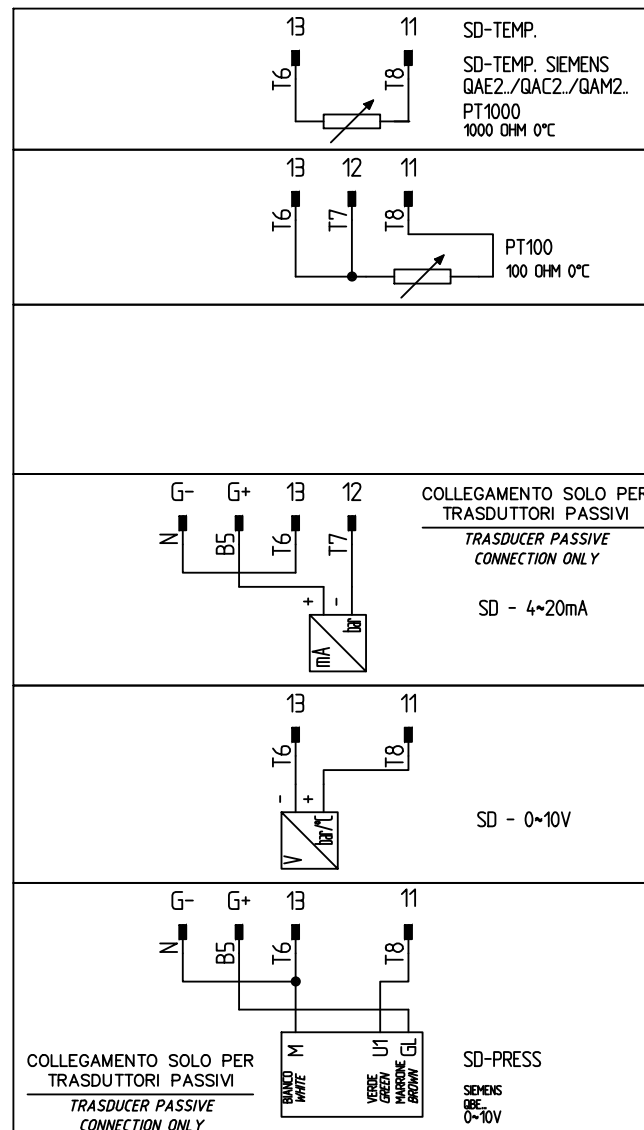 13 11 SD-TEMP.
T6 T8 SD-TEMP. SIEMENS
QAE2../QAC2../QAM2..
PT1000
1000 OHM 0°C
13 12 11
T6 T7 T8
PT100
100 OHM 0°C
G- G+ 13 12
N B5 T6 T7
COLLEGAMENTO SOLO PER
TRASDUTTORI PASSIVI
TRASDUCER PASSIVE
CONNECTION ONLY
+ -
mA bar
SD - 4~20mA
13 11
T6 T8
- +
V bar/°C
SD - 0~10V
G- G+ 13 11
N B5 T6 T8
M U1 GL
BIANCO
WHITE
VERDE
GREEN
MARRONE
BROWN
COLLEGAMENTO SOLO PER
TRASDUTTORI PASSIVI
TRASDUCER PASSIVE
CONNECTION ONLY
SD-PRESS
SIEMENS
QBE..
0~10V